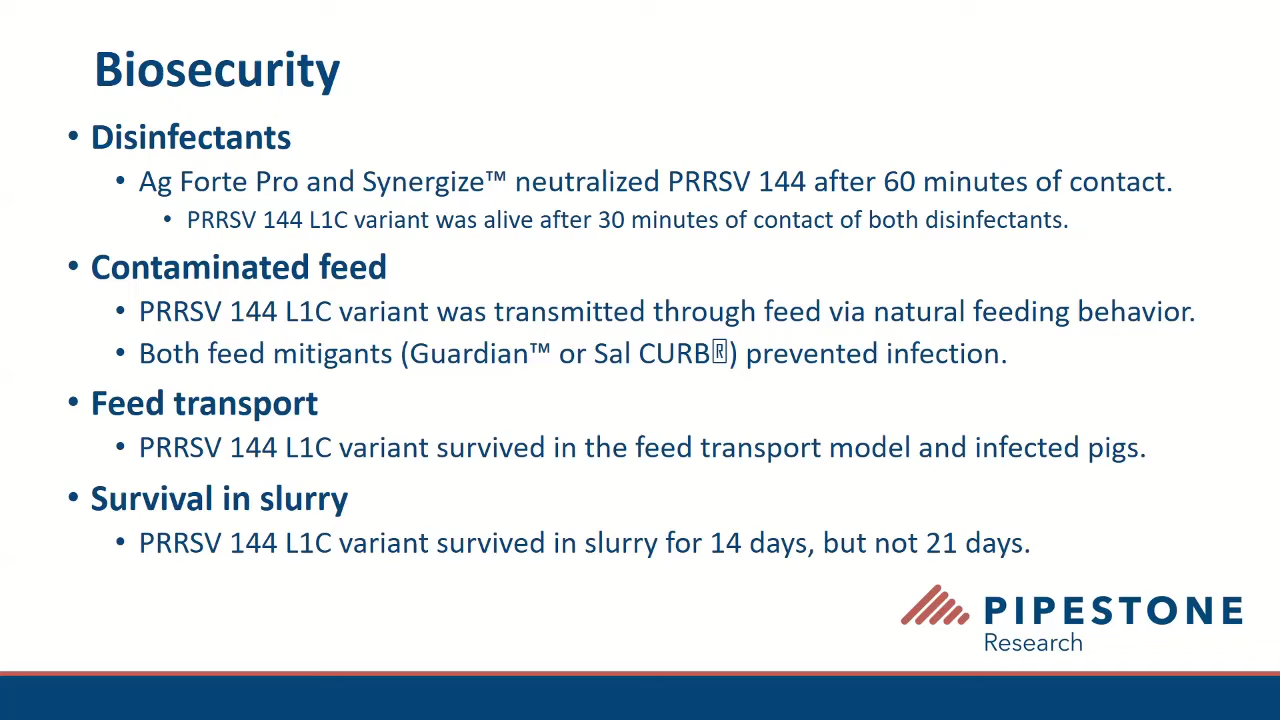 Biosecurity
• Disinfectants
• Ag Forte Pro and Synergize™ neutralized PRRSV 144 after 60 minutes of contact.
• PRRSV 144 L1C variant was alive after 30 minutes of contact of both disinfectants.
• Contaminated feed
• PRRSV 144 L1C variant was transmitted through feed via natural feeding behavior.
• Both feed mitigants (Guardian™ or Sal CURB®) prevented infection.
• Feed transport
• PRRSV 144 L1C variant survived in the feed transport model and infected pigs.
• Survival in slurry
• PRRSV 144 L1C variant survived in slurry for 14 days, but not 21 days.
PIPESTONE
Research